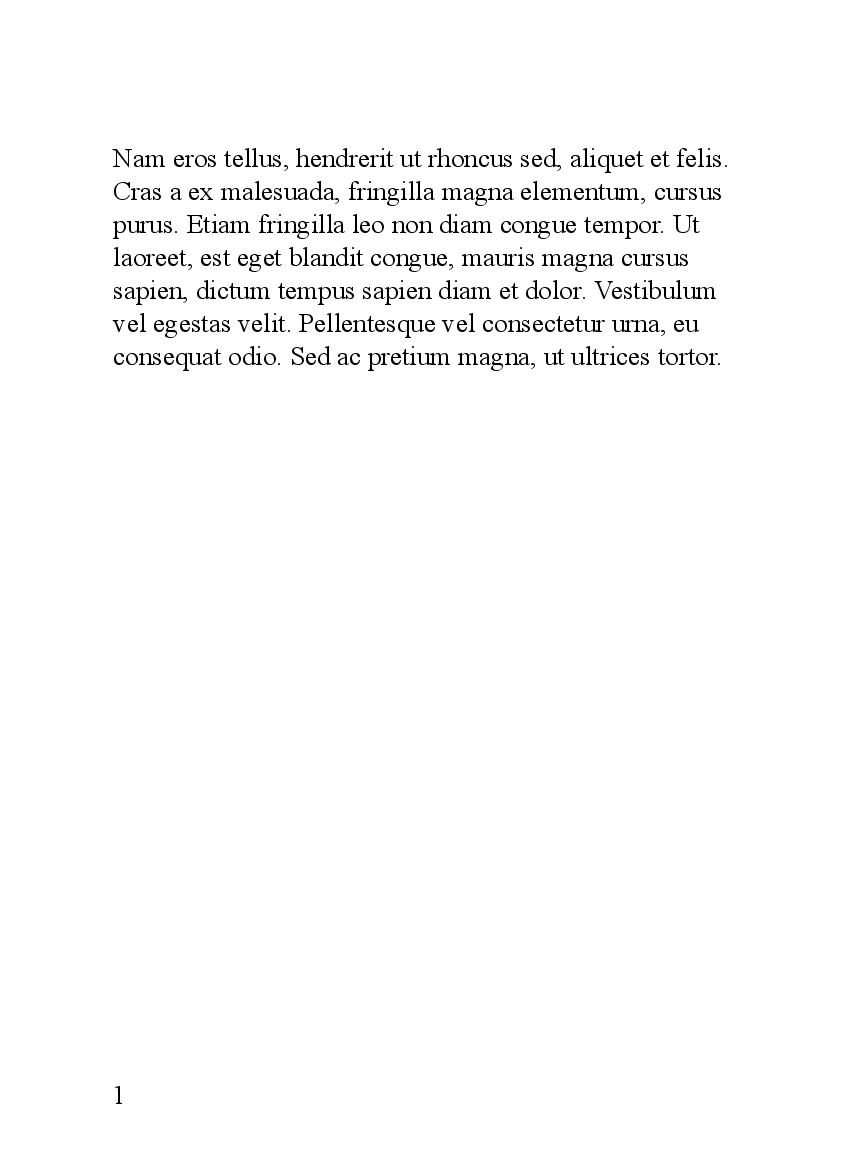 Nam eros tellus, hendrerit ut rhoncus sed, aliquet et felis.
Cras a ex malesuada, fringilla magna elementum, cursus
purus. Etiam fringilla leo non diam congue tempor. Ut
laoreet, est eget blandit congue, mauris magna cursus
sapien, dictum tempus sapien diam et dolor. Vestibulum
vel egestas velit. Pellentesque vel consectetur urna, eu
consequat odio. Sed ac pretium magna, ut ultrices tortor.
1